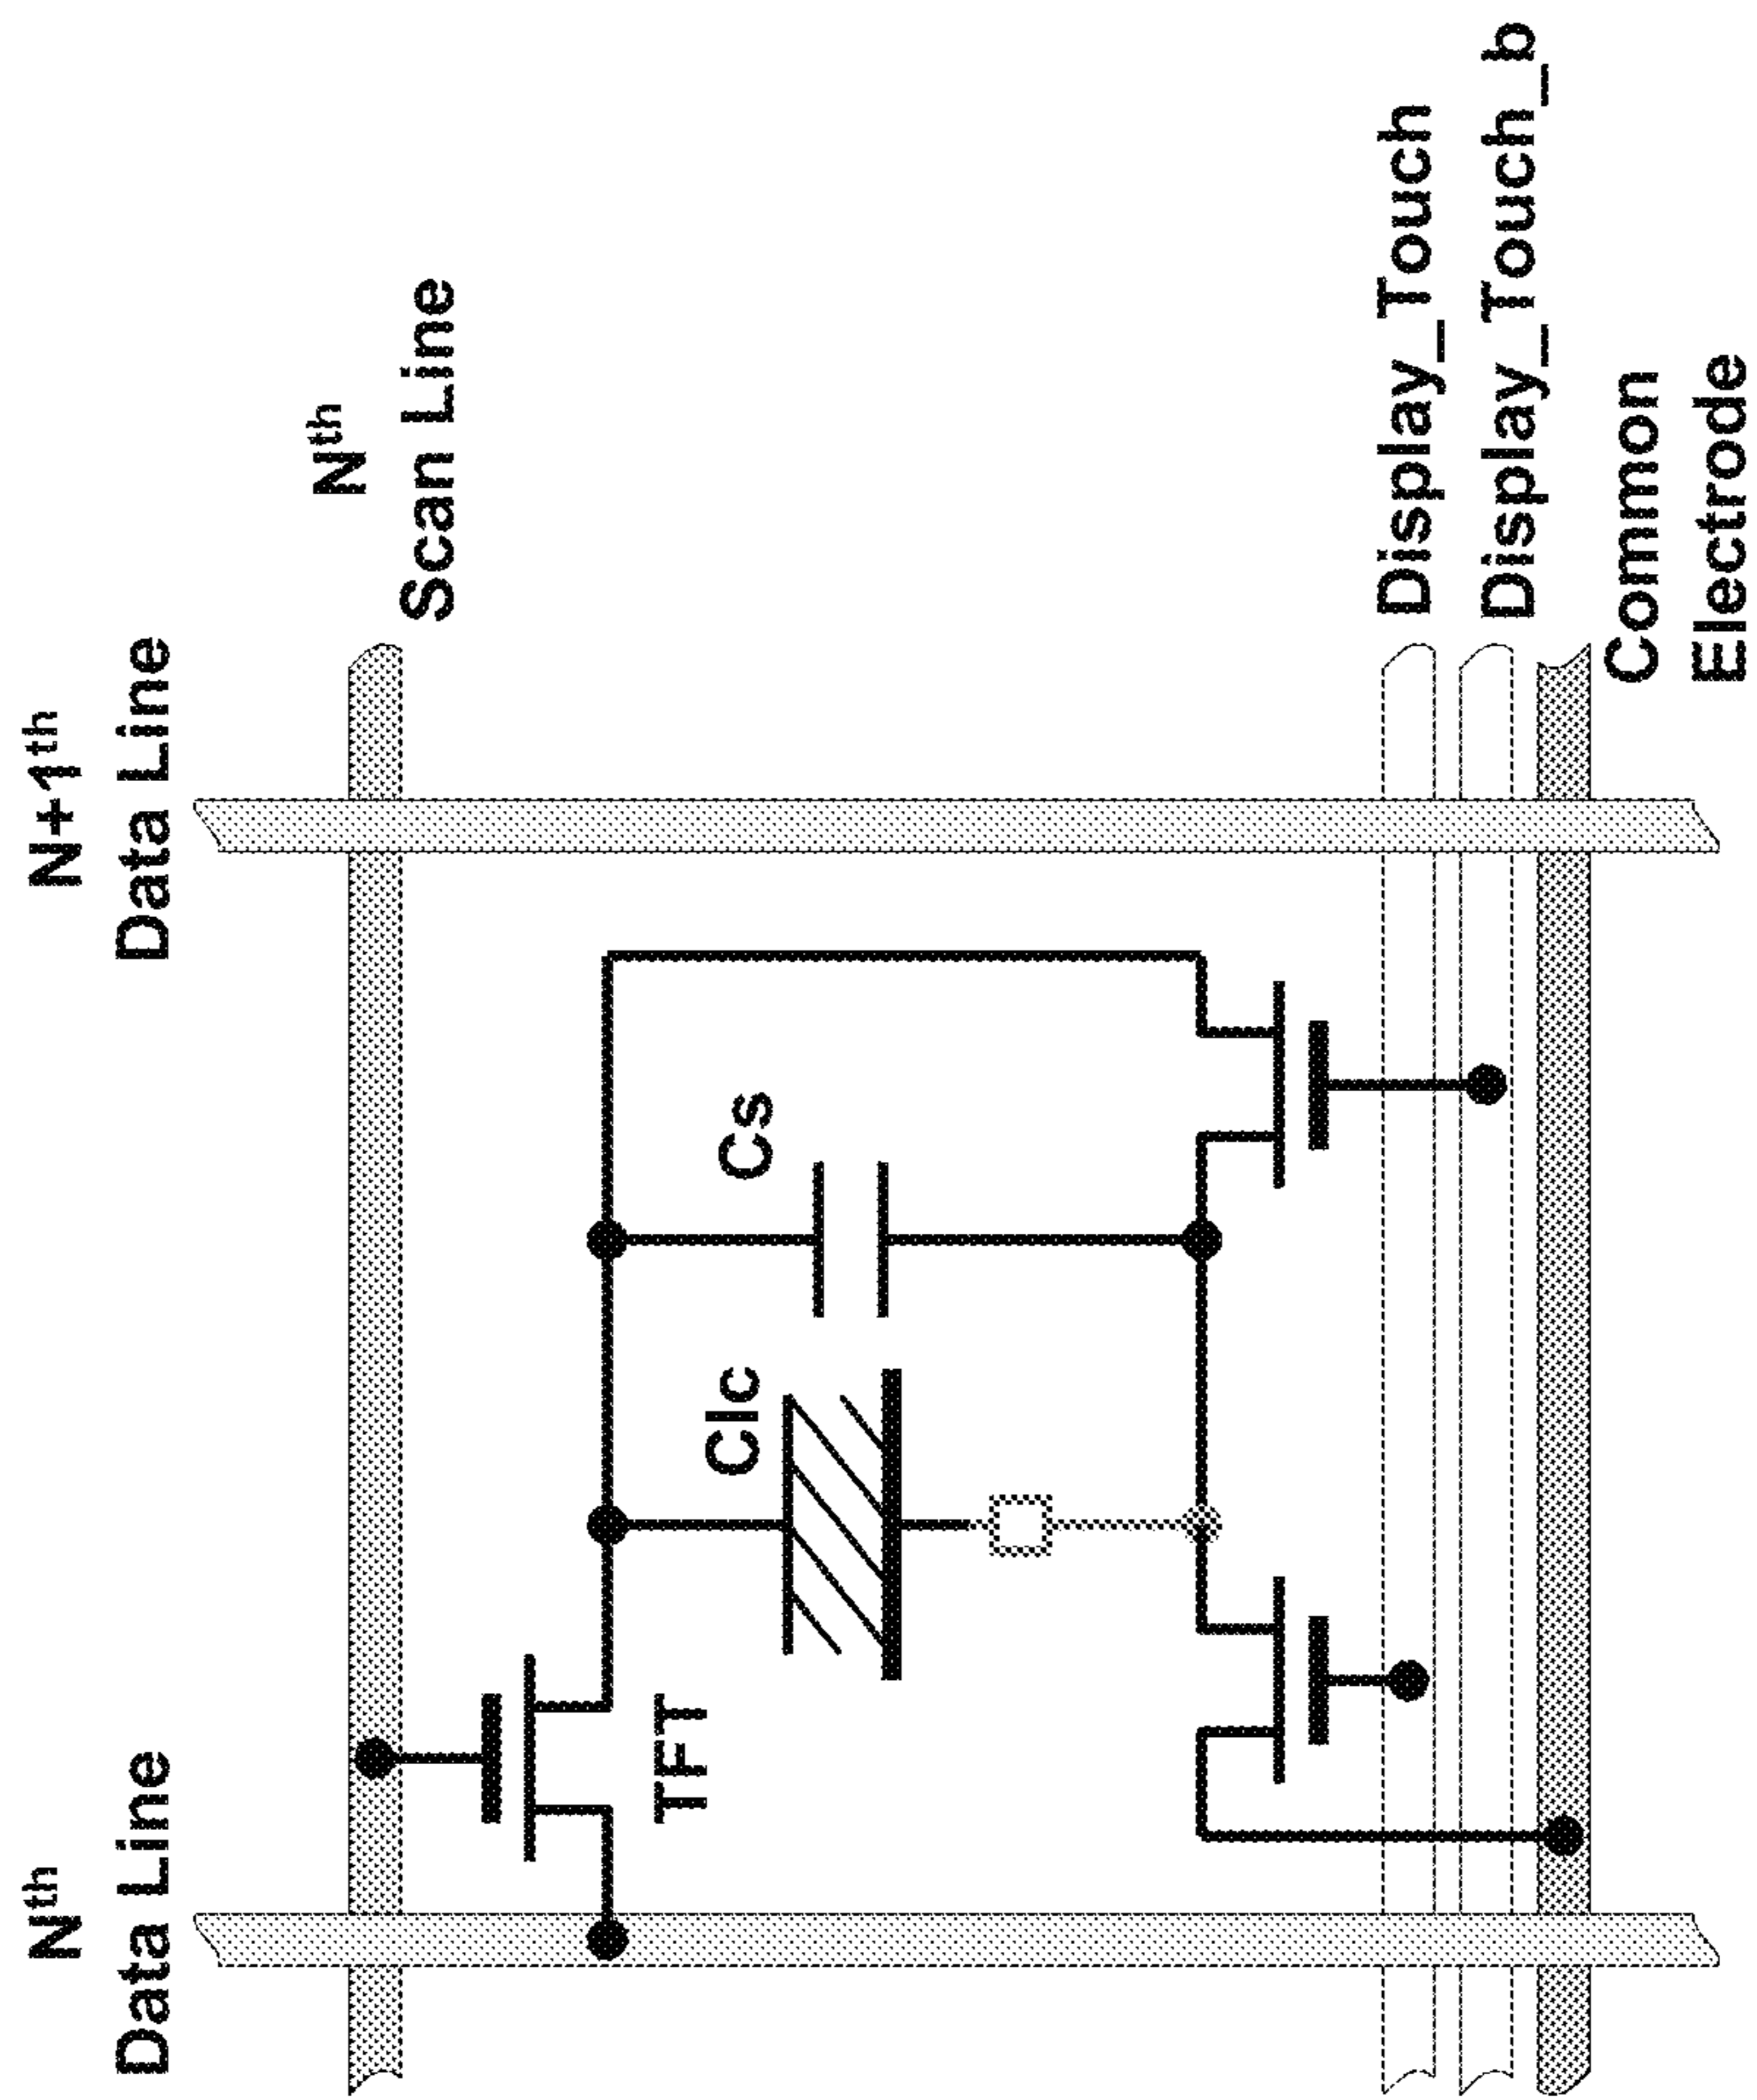 Nth
Data Line
N+1th
Data Line
Nth
Scan Line
TFT
Clc
Cs
Display_Touch
Display_Touch_b
Common
Electrode